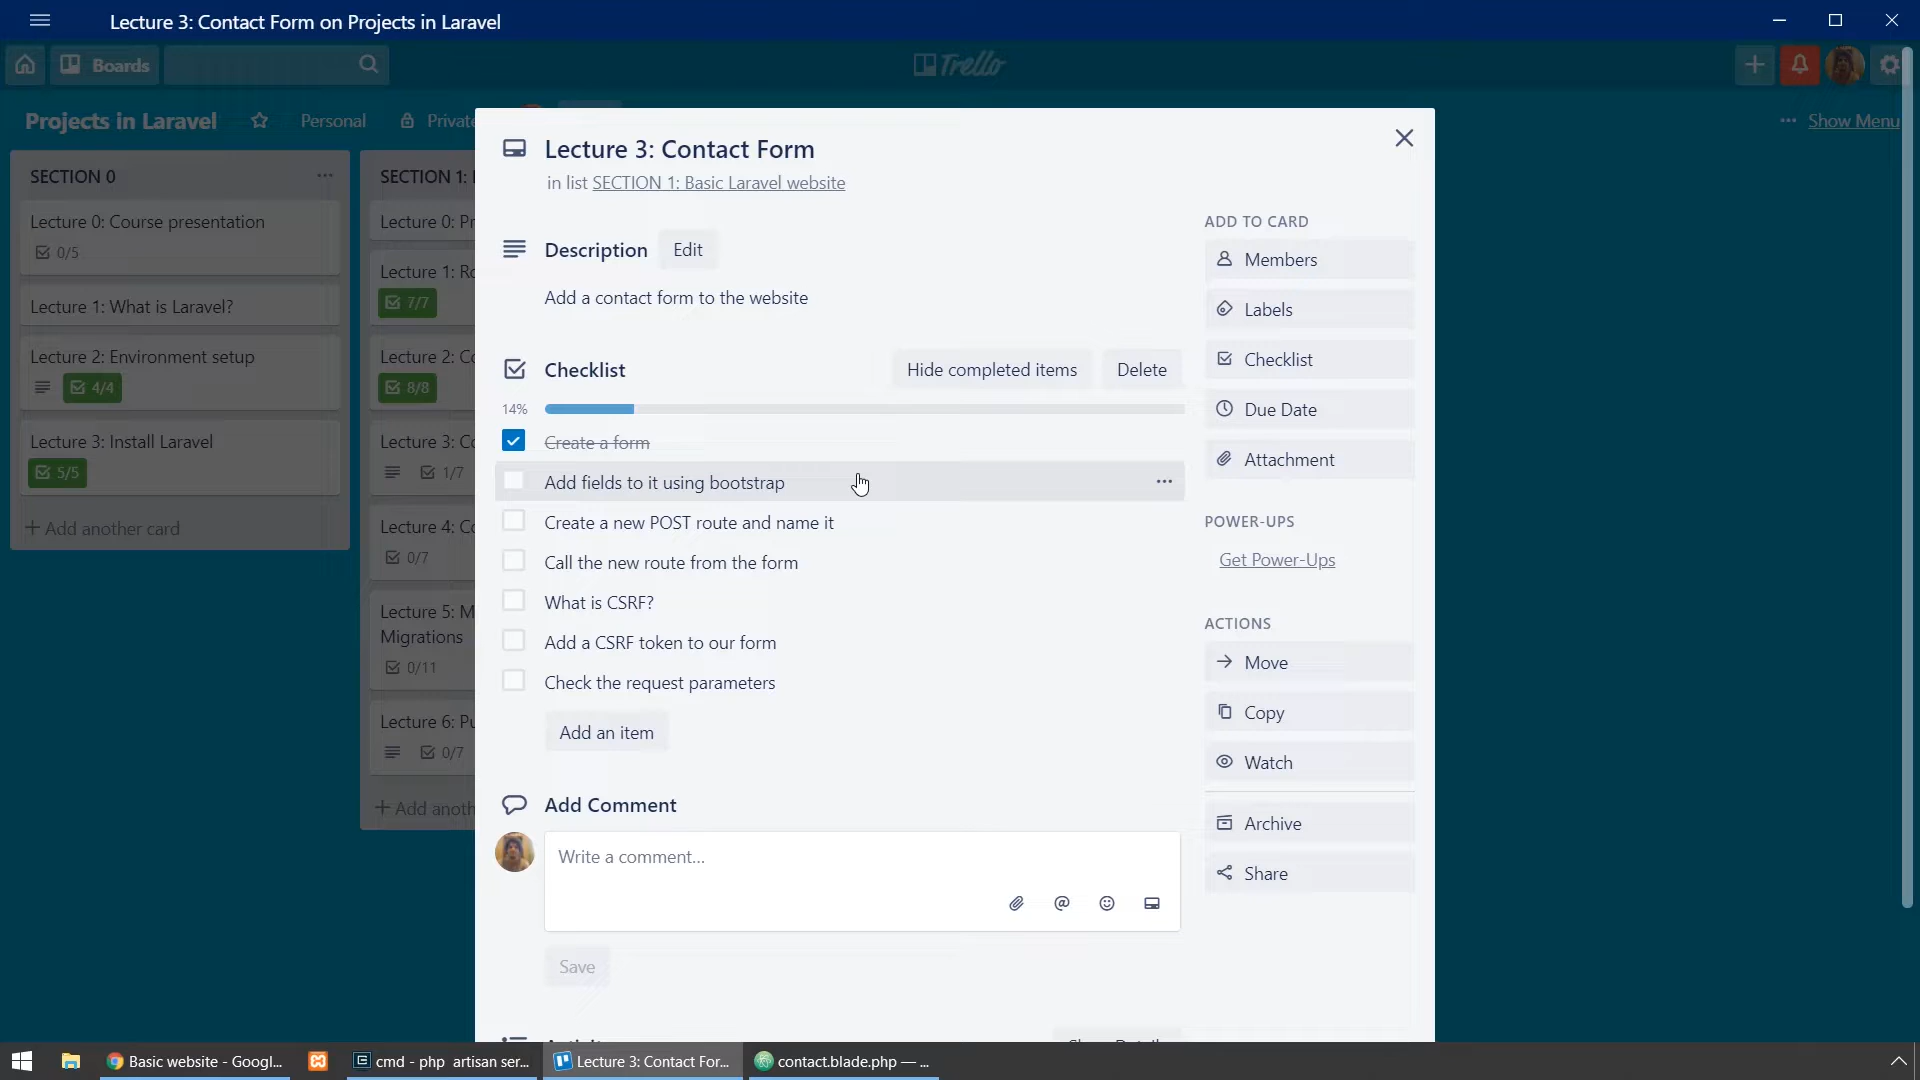 Lecture 3: Contact Form on Projects in Laravel
Boards
Trello
Projects in Laravel
Personal
Private
Show Menu
SECTION 0
Lecture 0: Course presentation
0/5
Lecture 1: What is Laravel?
Lecture 2: Environment setup
4/4
Lecture 3: Install Laravel
5/5
Add another card
SECTION 1:
Lecture 0: Pr
Lecture 1: Ro
7/7
Lecture 2: Co
8/8
Lecture 3: Co
1/7
Lecture 4: Co
0/7
Lecture 5: M
Migrations
0/11
Lecture 6: Pu
0/7
Add anoth
Lecture 3: Contact Form
in list SECTION 1: Basic Laravel website
Description
Edit
Add a contact form to the website
Checklist
Hide completed items
Delete
14%
Create a form
Add fields to it using bootstrap
Create a new POST route and name it
Call the new route from the form
What is CSRF?
Add a CSRF token to our form
Check the request parameters
Add an item
Add Comment
Write a comment...
@
Save
ADD TO CARD
Members
Labels
Checklist
Due Date
Attachment
POWER-UPS
Get Power-Ups
ACTIONS
Move
Copy
Watch
Archive
Share
Basic website - Googl...
cmd - php artisan ser...
Lecture 3: Contact For...
contact.blade.php — ...